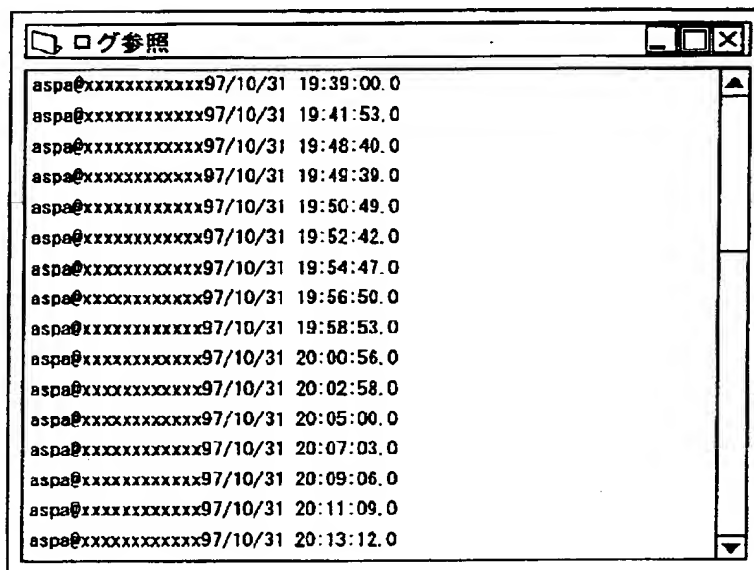 ログ参照
aspa@xxxxxxxxxxxx97/10/31 19:39:00.0
aspa@xxxxxxxxxxxx97/10/31 19:41:53.0
aspa@xxxxxxxxxxxx97/10/31 19:48:40.0
aspa@xxxxxxxxxxxx97/10/31 19:49:39.0
aspa@xxxxxxxxxxxx97/10/31 19:50:49.0
aspa@xxxxxxxxxxxx97/10/31 19:52:42.0
aspa@xxxxxxxxxxxx97/10/31 19:54:47.0
aspa@xxxxxxxxxxxx97/10/31 19:56:50.0
aspa@xxxxxxxxxxxx97/10/31 19:58:53.0
aspa@xxxxxxxxxxxx97/10/31 20:00:56.0
aspa@xxxxxxxxxxxx97/10/31 20:02:58.0
aspa@xxxxxxxxxxxx97/10/31 20:05:00.0
aspa@xxxxxxxxxxxx97/10/31 20:07:03.0
aspa@xxxxxxxxxxxx97/10/31 20:09:06.0
aspa@xxxxxxxxxxxx97/10/31 20:11:09.0
aspa@xxxxxxxxxxxx97/10/31 20:13:12.0